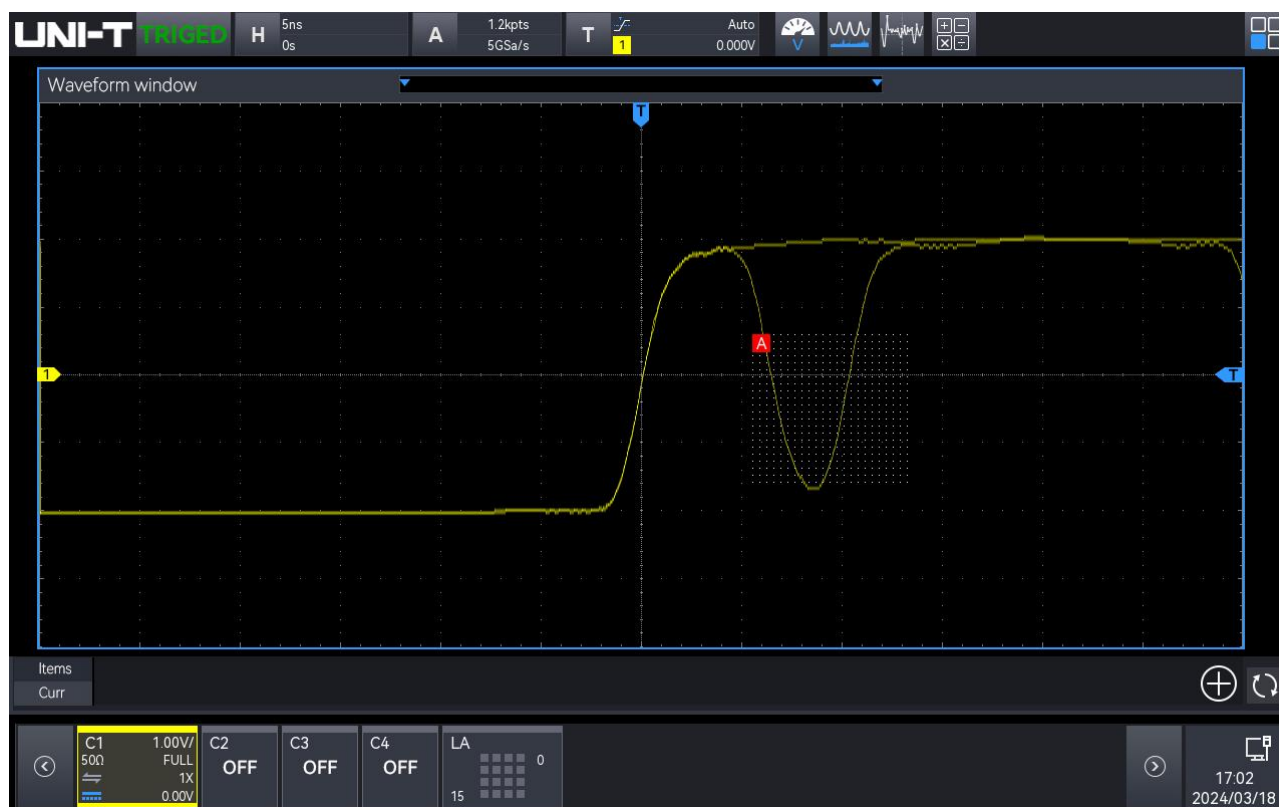 UNI-T TRIGED H 5ns 0s A 1.2kpts 5GSa/s T 1 Auto 0.000V V
Waveform window
T
A
1 T
Items
Curr
C1 1.00V/ C2 C3 C4 LA
50Ω FULL OFF OFF OFF 0
1X
0.00V 15
17:02
2024/03/18